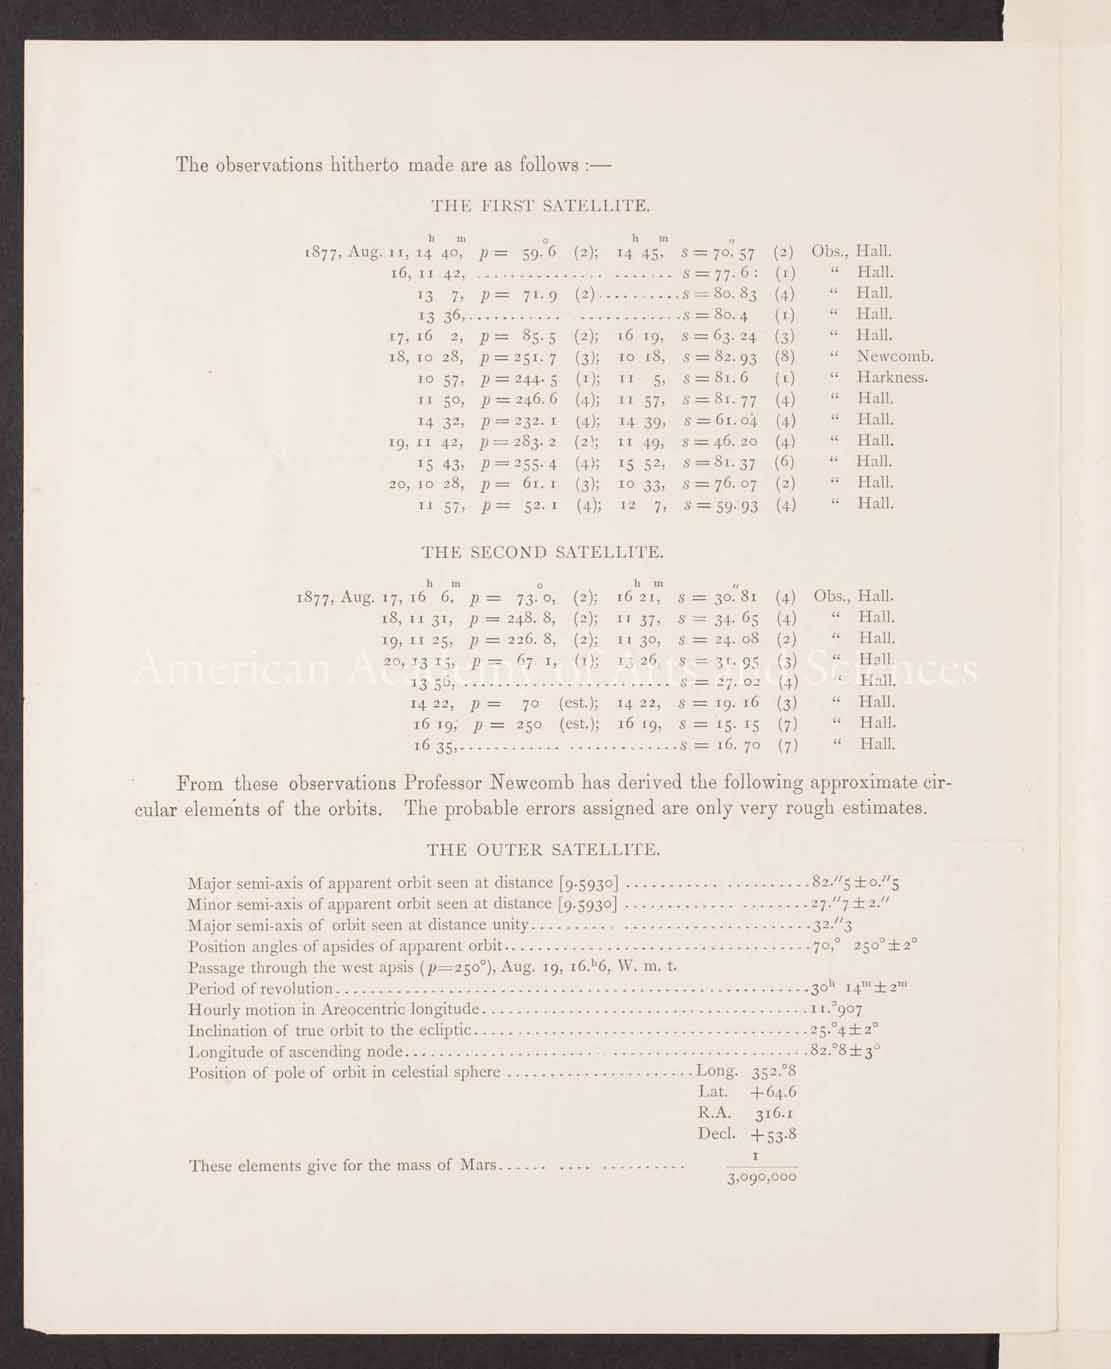 The observations hitherto made are as follows :—
THE FIRST SATELLITE.
h m ° h m ″
1877, Aug. 11, 14 40, p = 59.6 (2); 14 45, s = 70.57 (2) Obs., Hall.
16, 11 42, .................... s = 77.6 : (1) “ Hall.
13 7, p = 71.9 (2) .......... s = 80.83 (4) “ Hall.
13 36, .................... s = 80.4 (1) “ Hall.
17, 16 2, p = 85.5 (2); 16 19, s = 63.24 (3) “ Hall.
18, 10 28, p = 251.7 (3); 10 18, s = 82.93 (8) “ Newcomb.
10 57, p = 244.5 (1); 11 5, s = 81.6 (1) “ Harkness.
11 50, p = 246.6 (4); 11 57, s = 81.77 (4) “ Hall.
14 32, p = 232.1 (4); 14 39, s = 61.04 (4) “ Hall.
19, 11 42, p = 283.2 (2); 11 49, s = 46.20 (4) “ Hall.
15 43, p = 255.4 (4); 15 52, s = 81.37 (6) “ Hall.
20, 10 28, p = 61.1 (3); 10 33, s = 76.07 (2) “ Hall.
11 57, p = 52.1 (4); 12 7, s = 59.93 (4) “ Hall.
THE SECOND SATELLITE.
h m ° h m ″
1877, Aug. 17, 16 6, p = 73.0, (2); 16 21, s = 30.81 (4) Obs., Hall.
18, 11 31, p = 248.8, (2); 11 37, s = 34.65 (4) “ Hall.
19, 11 25, p = 226.8, (2); 11 30, s = 24.08 (2) “ Hall.
20, 13 15, p = 67 1, (1); 13 26, s = 31.95 (3) “ Hall.
American Academy of Arts and Sciences
13 56, .................... s = 27.02 (4) “ Hall.
14 22, p = 70 (est.); 14 22, s = 19.16 (3) “ Hall.
16 19, p = 250 (est.); 16 19, s = 15.15 (7) “ Hall.
16 35, .................... s = 16.70 (7) “ Hall.
From these observations Professor Newcomb has derived the following approximate cir-
cular elements of the orbits. The probable errors assigned are only very rough estimates.
THE OUTER SATELLITE.
Major semi-axis of apparent orbit seen at distance [9.5930] .................... 82.″5 ± 0.″5
Minor semi-axis of apparent orbit seen at distance [9.5930] .................... 27.″7 ± 2.″
Major semi-axis of orbit seen at distance unity .................... 32.″3
Position angles of apsides of apparent orbit .................... 70,° 250° ± 2°
Passage through the west apsis (p=250°), Aug. 19, 16.ʰ6, W. m. t.
Period of revolution .................... 30ʰ 14ᵐ ± 2ᵐ
Hourly motion in Areocentric longitude .................... 11.°907
Inclination of true orbit to the ecliptic .................... 25.°4 ± 2°
Longitude of ascending node .................... 82.°8 ± 3°
Position of pole of orbit in celestial sphere .................... Long. 352.°8
Lat. +64.6
R.A. 316.1
Decl. +53.8
These elements give for the mass of Mars .................... 1
3,090,000